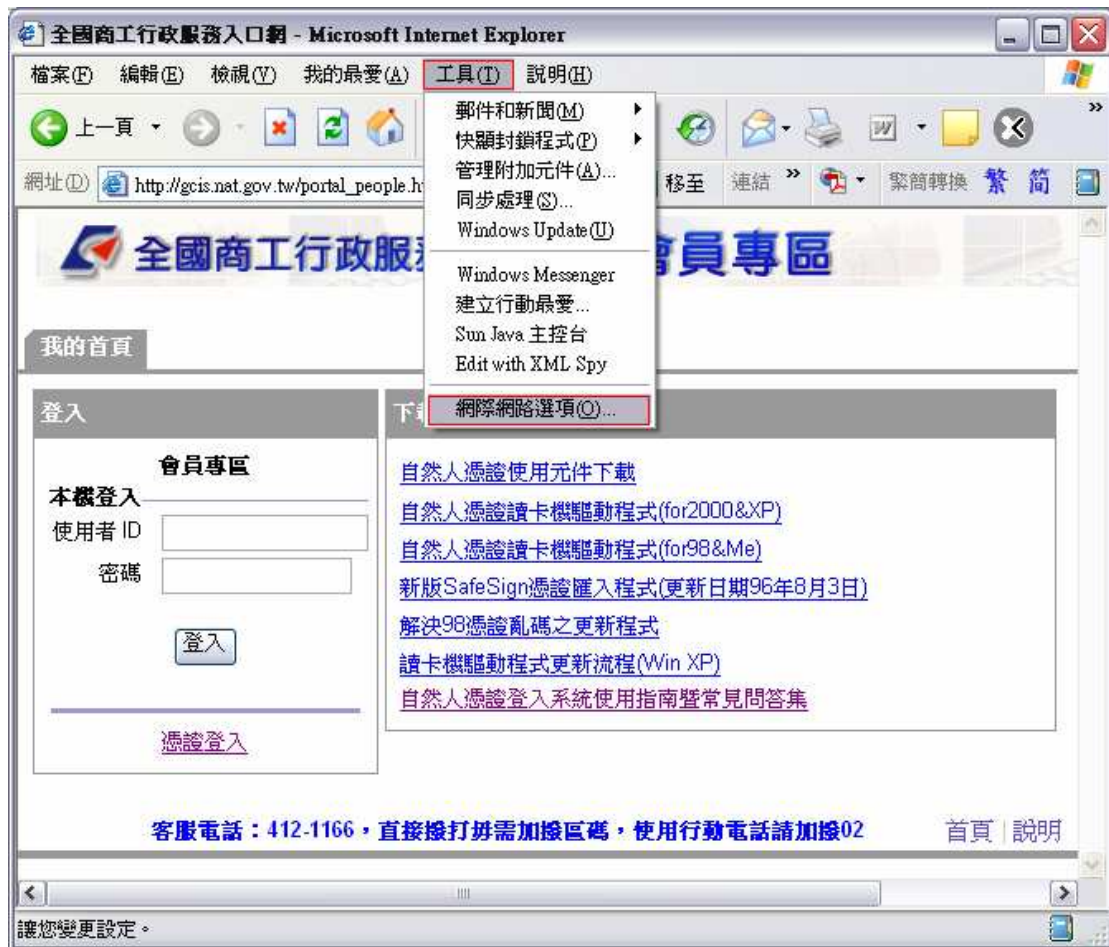 全國商工行政服務入口網 - Microsoft Internet Explorer
檔案(F) 編輯(E) 檢視(V) 我的最愛(A) 工具(T) 說明(H)
上一頁
郵件和新聞(M)
快顯封鎖程式(P)
管理附加元件(A)...
同步處理(S)...
Windows Update(U)
Windows Messenger
建立行動最愛...
Sun Java 主控台
Edit with XML Spy
網際網路選項(O)...
網址(D) http://gcis.nat.gov.tw/portal_people.h 移至 連結 » 繁簡轉換 繁 简
全國商工行政服 會員專區
我的首頁
登入
會員專區
本機登入
使用者 ID
密碼
登入
憑證登入
下
自然人憑證使用元件下載
自然人憑證讀卡機驅動程式(for2000&XP)
自然人憑證讀卡機驅動程式(for98&Me)
新版SafeSign憑證匯入程式(更新日期96年8月3日)
解決98憑證亂碼之更新程式
讀卡機驅動程式更新流程(Win XP)
自然人憑證登入系統使用指南暨常見問答集
客服電話：412-1166，直接撥打毋需加撥區碼，使用行動電話請加撥02
首頁 | 說明
讓您變更設定。